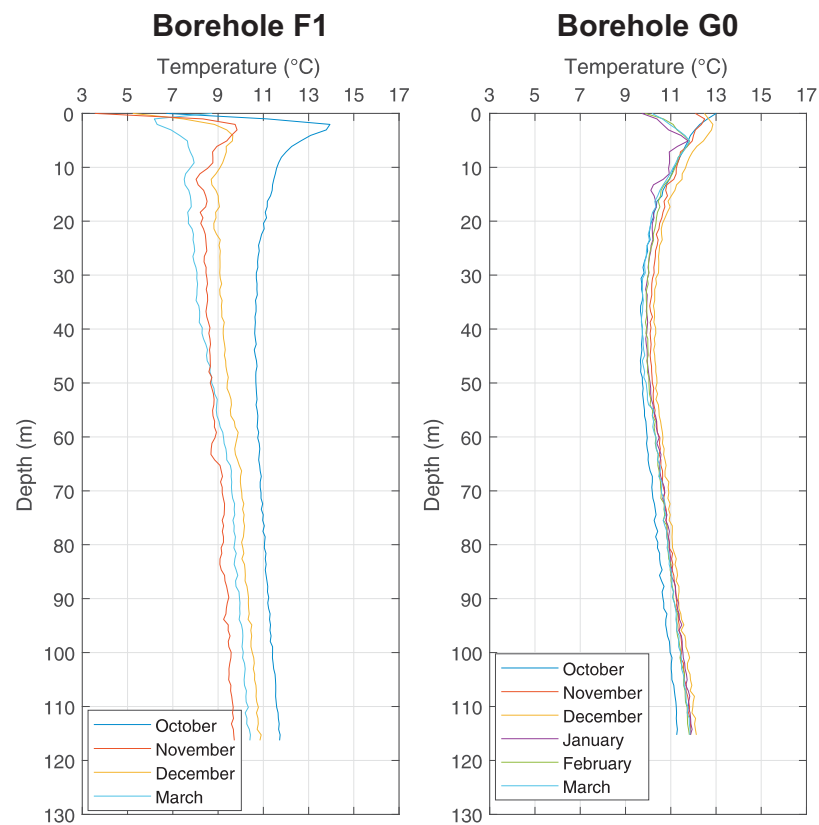 Borehole F1
Temperature (°C)
3 5 7 9 11 13 15 17
0
10
20
30
40
50
60
70
80
90
100
110
120
130
Depth (m)
October
November
December
March
Borehole G0
Temperature (°C)
3 5 7 9 11 13 15 17
0
10
20
30
40
50
60
70
80
90
100
110
120
130
Depth (m)
October
November
December
January
February
March